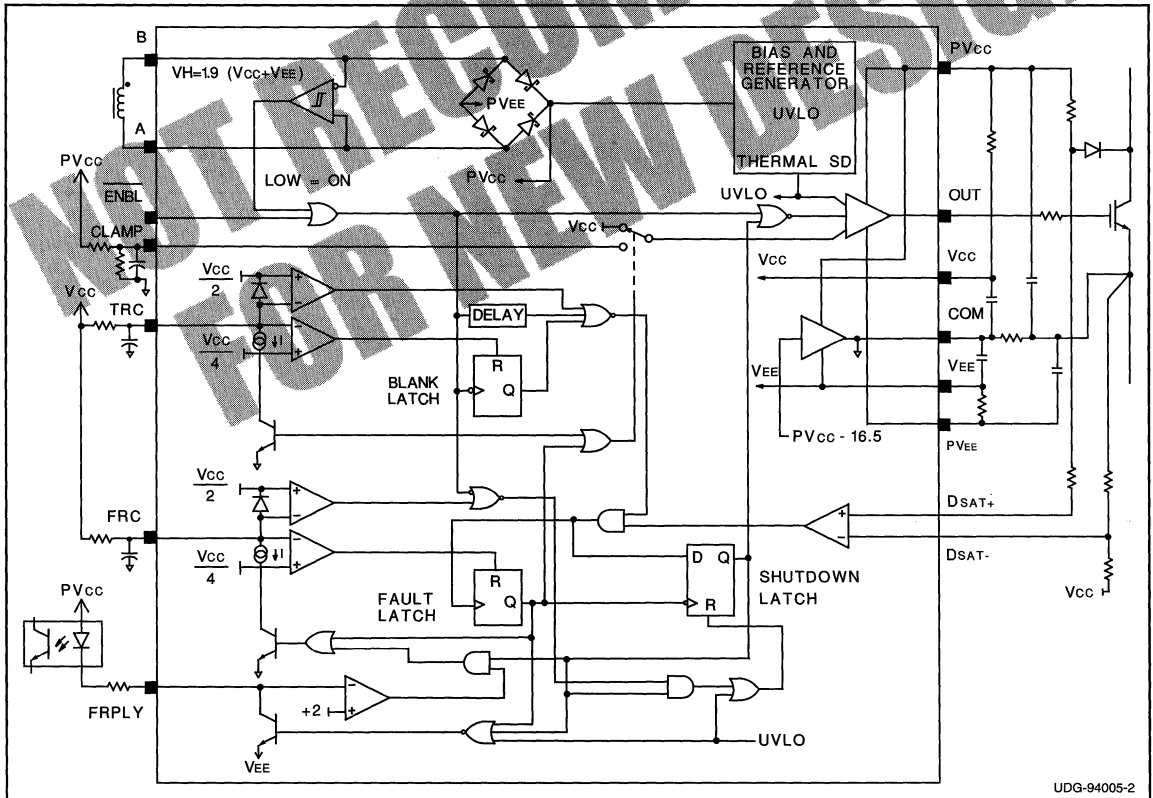 NOT RECOM
FOR NEW DESIG
B
VH=1.9 (VCC+VEE)
PVEE
BIAS AND
REFERENCE
GENERATOR
UVLO
THERMAL SD
PVCC
A
PVCC
LOW = ON
PVCC
ENBL
UVLO
OUT
CLAMP
VCC
VCC
VCC
VCC
2
TRC
DELAY
COM
VCC
4
R
Q
BLANK
LATCH
VEE
VEE
PVCC - 16.5
PVEE
VCC
2
DSAT+
FRC
DSAT-
VCC
4
R
Q
FAULT
LATCH
D Q
R
SHUTDOWN
LATCH
VCC
PVCC
I
I
FRPLY
+2
UVLO
VEE
UDG-94005-2